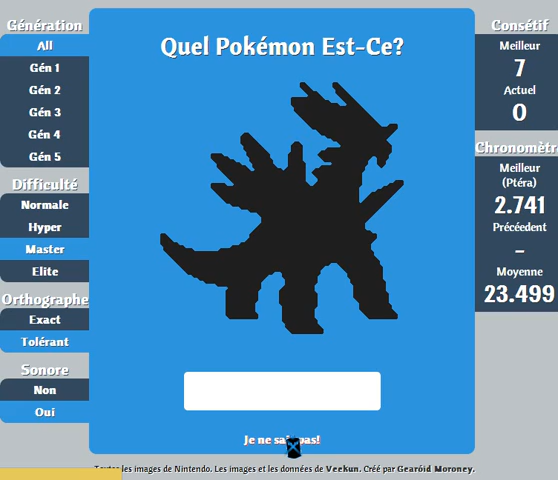 Génération
All
Gén 1
Gén 2
Gén 3
Gén 4
Gén 5
Difficulté
Normale
Hyper
Master
Elite
Orthographe
Exact
Tolérant
Sonore
Non
Oui
Quel Pokémon Est-Ce?
Je ne sais pas!
Consétif
Meilleur
7
Actuel
0
Chronomètr
Meilleur
(Ptéra)
2.741
Précéedent
–
Moyenne
23.499
Toutes les images de Nintendo. Les images et les données de Veekun. Créé par Gearóid Moroney.